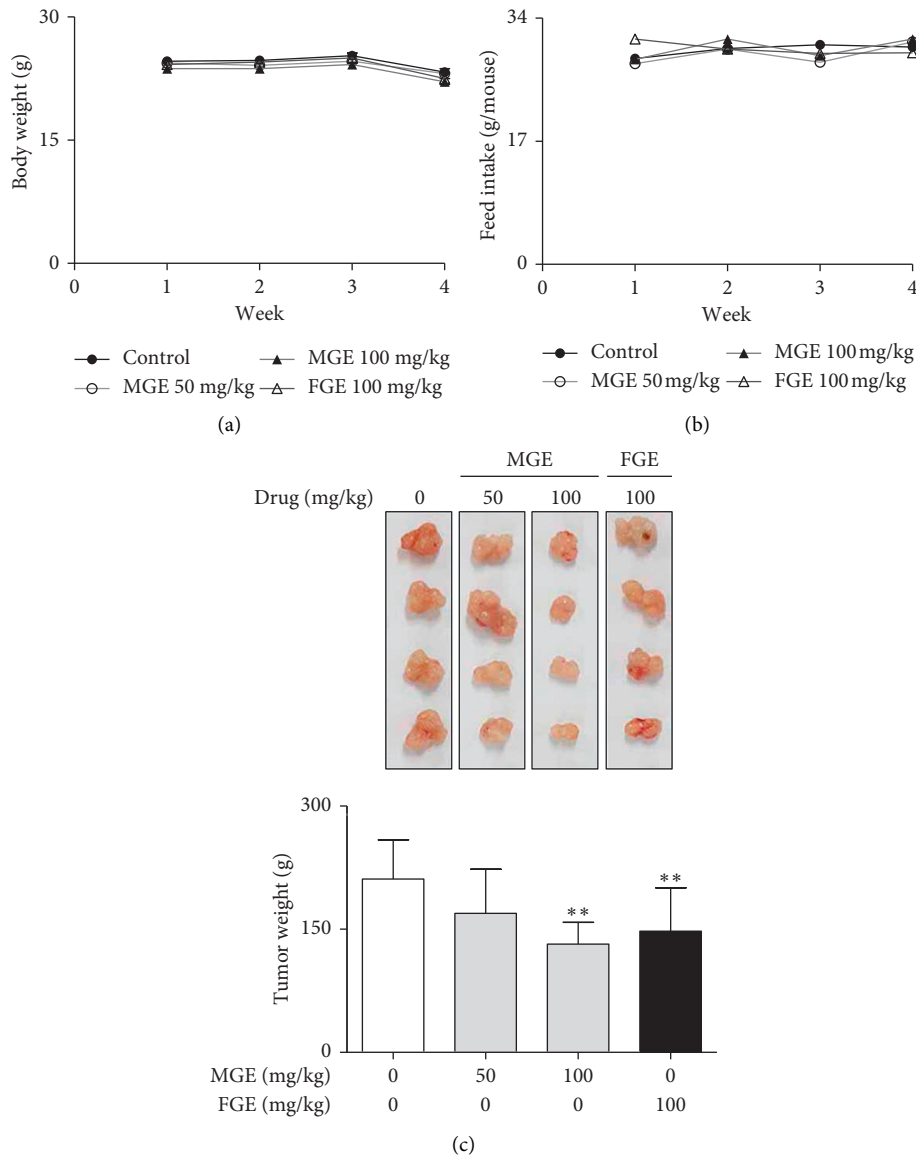 30
15
0
Body weight (g)
0 1 2 3 4
Week
Control MGE 100 mg/kg
MGE 50 mg/kg FGE 100 mg/kg
(a)
34
17
0
Feed intake (g/mouse)
0 1 2 3 4
Week
Control MGE 100 mg/kg
MGE 50 mg/kg FGE 100 mg/kg
(b)
MGE FGE
Drug (mg/kg) 0 50 100 100
300
150
0
Tumor weight (g)
** **
MGE (mg/kg) 0 50 100 0
FGE (mg/kg) 0 0 0 100
(c)